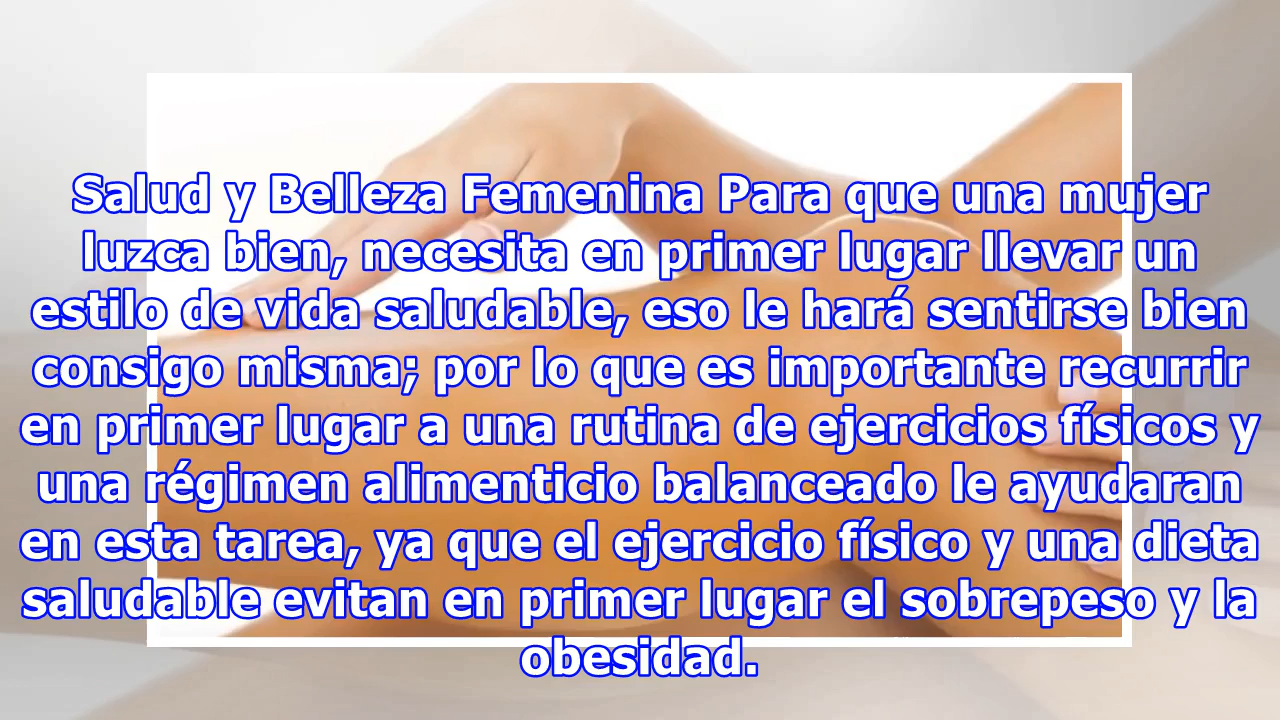 Salud y Belleza Femenina Para que una mujer
luzca bien, necesita en primer lugar llevar un
estilo de vida saludable, eso le hará sentirse bien
consigo misma; por lo que es importante recurrir
en primer lugar a una rutina de ejercicios físicos y
una régimen alimenticio balanceado le ayudaran
en esta tarea, ya que el ejercicio físico y una dieta
saludable evitan en primer lugar el sobrepeso y la
obesidad.